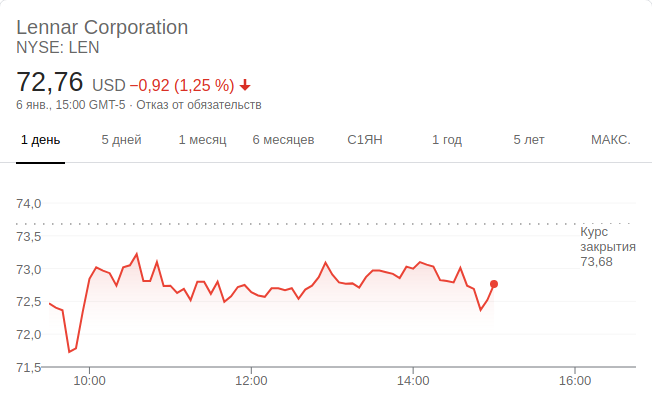 Lennar Corporation
NYSE: LEN
72,76 USD −0,92 (1,25 %)
6 янв., 15:00 GMT-5 · Отказ от обязательств
1 день 5 дней 1 месяц 6 месяцев С1ЯН 1 год 5 лет МАКС.
74,0
73,5
73,0
72,5
72,0
71,5
Курс
закрытия
73,68
10:00 12:00 14:00 16:00